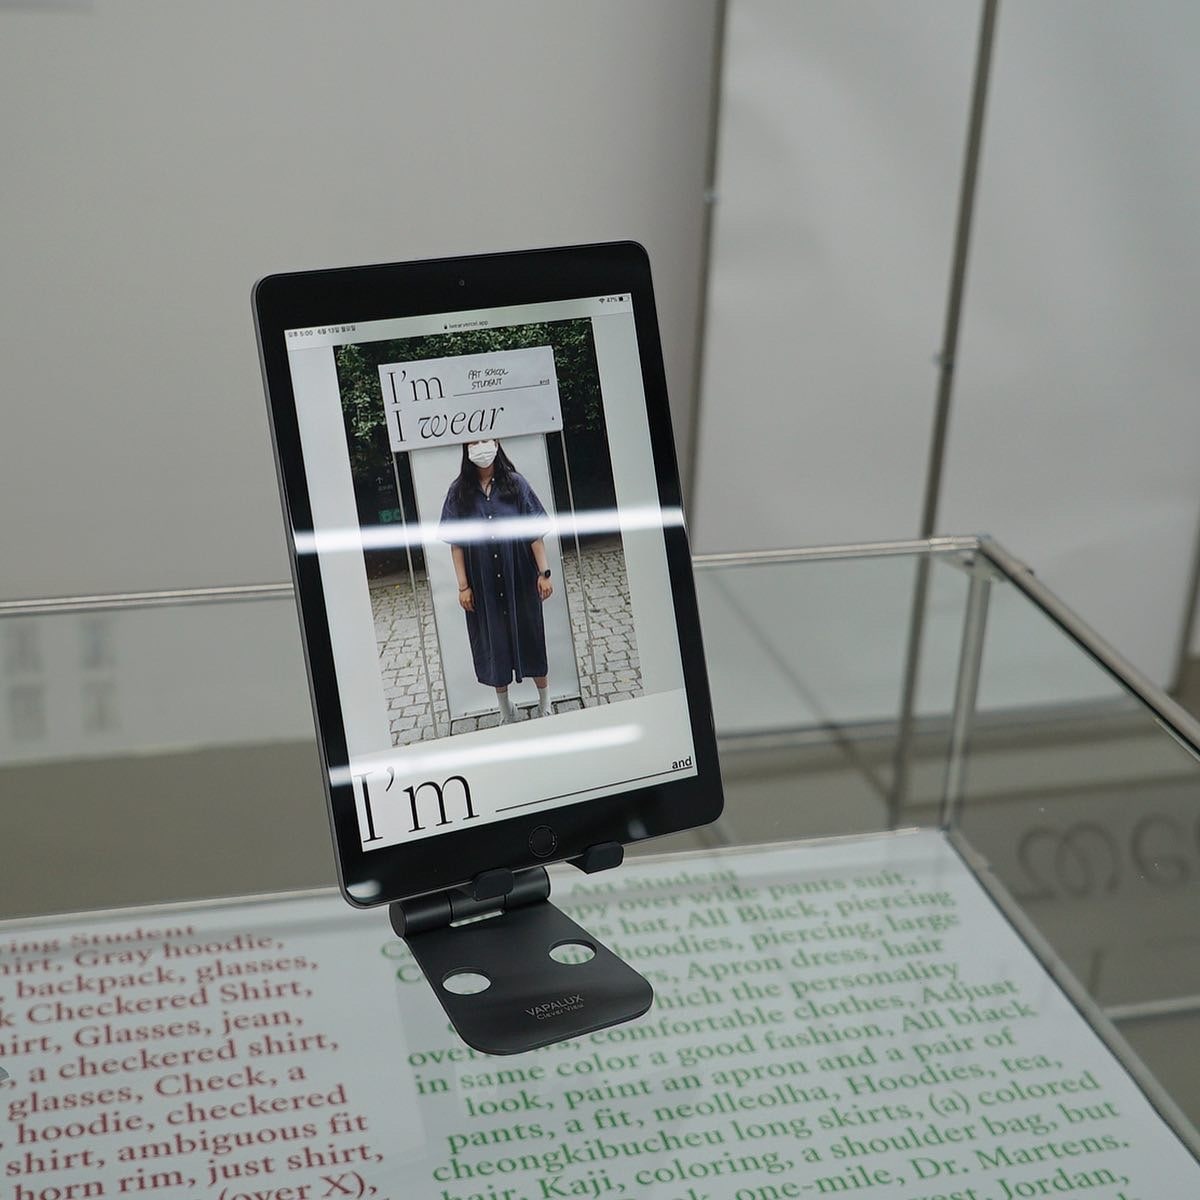 오후 5:00 6월 13일 월요일
47%
iwear.vercel.app
I'm ART SCHOOL STUDENT and
I wear
I'm and
VAPALUX
Clever View
ring Student
hirt, Gray hoodie,
, backpack, glasses,
k Checkered Shirt,
hirt, Glasses, jean,
, a checkered shirt,
glasses, Check, a
, hoodie, checkered
shirt, ambiguous fit
horn rim, just shirt,
(over X),
Art Student
py over wide pants suit,
s hat, All Black, piercing
hoodies, piercing, large
rs, Apron dress, hair
hich the personality
comfortable clothes, Adjust
in same color a good fashion, All black
look, paint an apron and a pair of
pants, a fit, neolleolha, Hoodies, tea,
cheongkibucheu long skirts, (a) colored
hair, Kaji, coloring, a shoulder bag, but
one-mile, Dr. Martens.
Jordan,